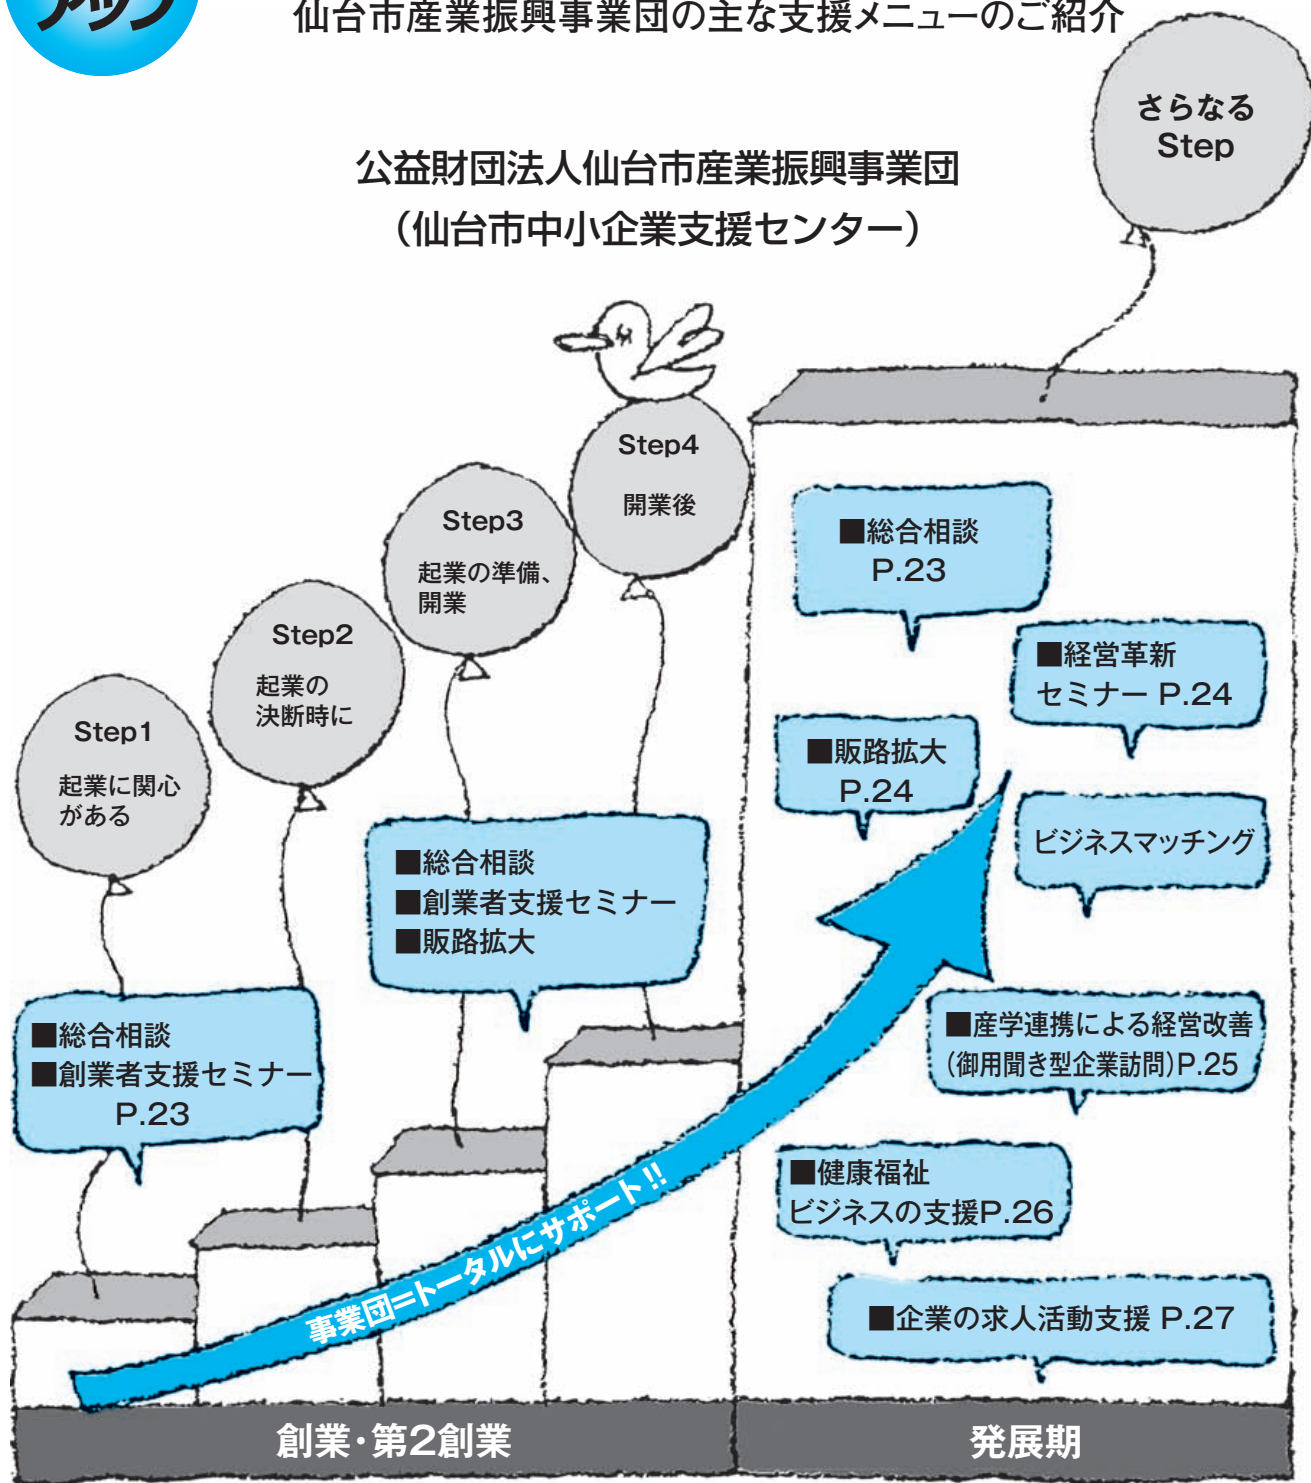 アップ
仙台市産業振興事業団の主な支援メニューのご紹介
公益財団法人仙台市産業振興事業団
(仙台市中小企業支援センター)
さらなる
Step
Step4
開業後
Step3
起業の準備、
開業
Step2
起業の
決断時に
Step1
起業に関心
がある
■総合相談
■創業者支援セミナー
P.23
■総合相談
■創業者支援セミナー
■販路拡大
■総合相談
P.23
■経営革新
セミナー P.24
■販路拡大
P.24
ビジネスマッチング
■産学連携による経営改善
(御用聞き型企業訪問)P.25
■健康福祉
ビジネスの支援P.26
■企業の求人活動支援 P.27
事業団=トータルにサポート!!
創業・第2創業
発展期